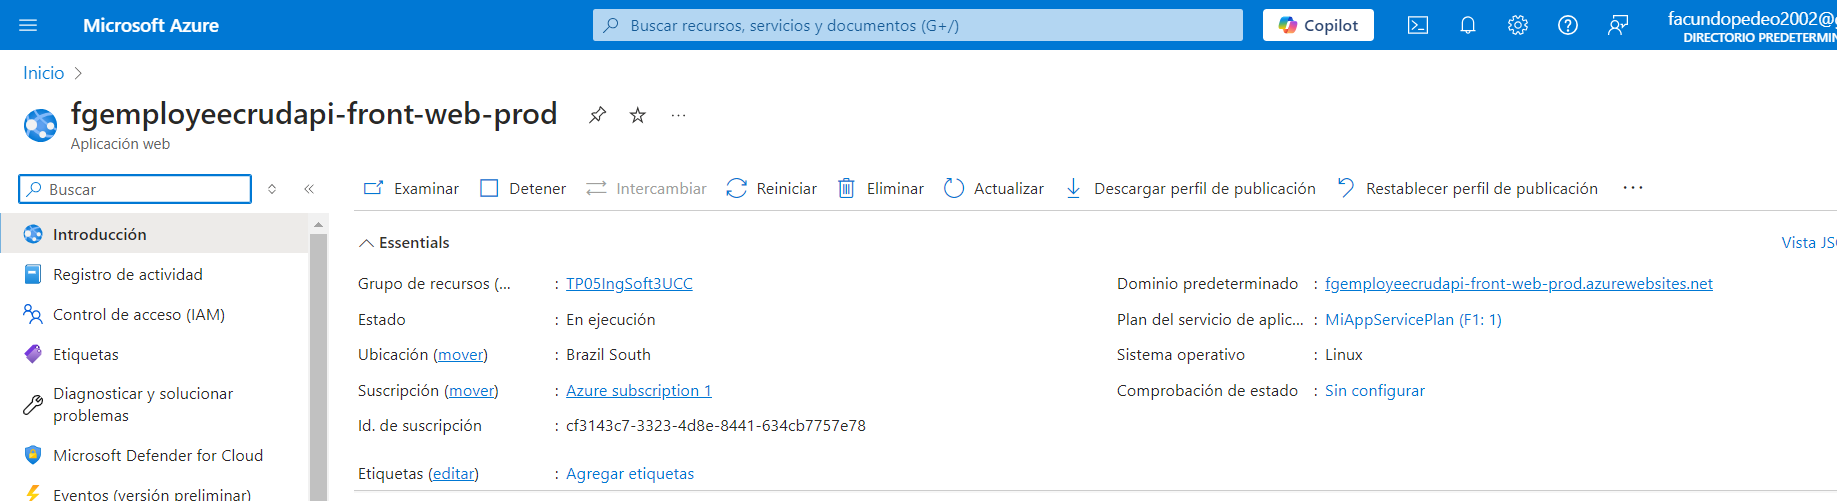 Microsoft Azure
Buscar recursos, servicios y documentos (G+/)
Copilot
facundopedeo2002@
DIRECTORIO PREDETERMIN
Inicio
fgemployeecrudapi-front-web-prod
Aplicación web
Buscar
Examinar Detener Intercambiar Reiniciar Eliminar Actualizar Descargar perfil de publicación Restablecer perfil de publicación
Introducción
Registro de actividad
Control de acceso (IAM)
Etiquetas
Diagnosticar y solucionar
problemas
Microsoft Defender for Cloud
Eventos (versión preliminar)
Essentials
Vista JS
Grupo de recursos (... : TP05IngSoft3UCC
Estado : En ejecución
Ubicación (mover) : Brazil South
Suscripción (mover) : Azure subscription 1
Id. de suscripción : cf3143c7-3323-4d8e-8441-634cb7757e78
Etiquetas (editar) : Agregar etiquetas
Dominio predeterminado : fgemployeecrudapi-front-web-prod.azurewebsites.net
Plan del servicio de aplic... : MiAppServicePlan (F1: 1)
Sistema operativo : Linux
Comprobación de estado : Sin configurar